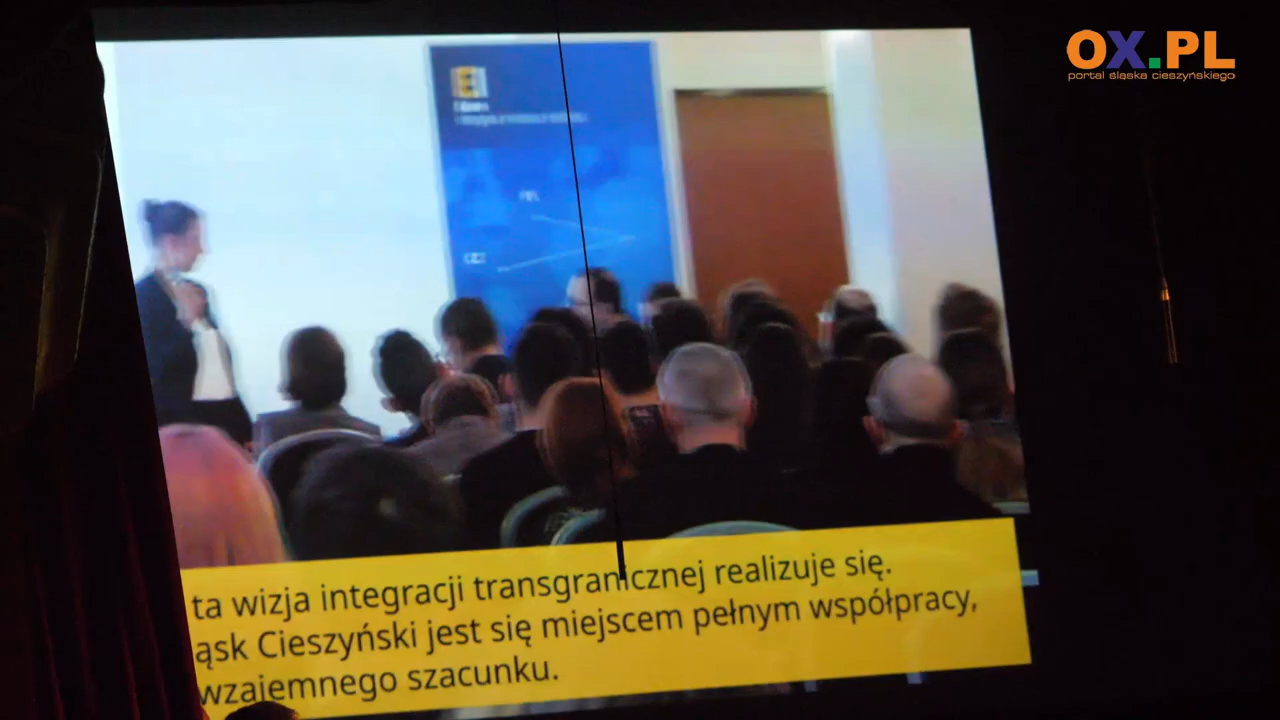 OX.PL
portal śląska cieszyńskiego
ta wizja integracji transgranicznej realizuje się.
ąsk Cieszyński jest się miejscem pełnym współpracy,
wzajemnego szacunku.